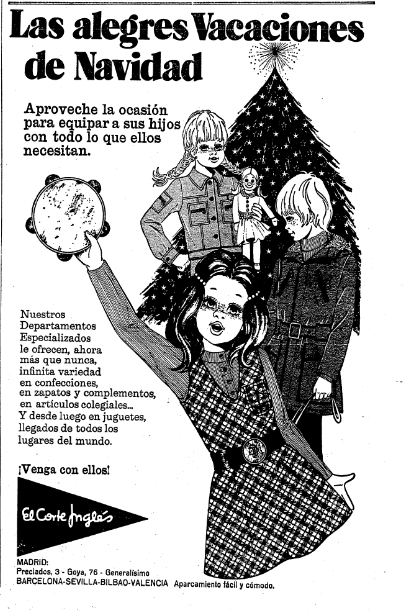 Las alegres Vacaciones
de Navidad
Aproveche la ocasión
para equipar a sus hijos
con todo lo que ellos
necesitan.
Nuestros
Departamentos
Especializados
le ofrecen, ahora
más que nunca,
infinita variedad
en confecciones,
en zapatos y complementos,
en artículos colegiales...
Y desde luego en juguetes,
llegados de todos los
lugares del mundo.
¡Venga con ellos!
El Corte Inglés
MADRID:
Preciados, 3 - Goya, 76 - Generalísimo
BARCELONA-SEVILLA-BILBAO-VALENCIA Aparcamiento fácil y cómodo.